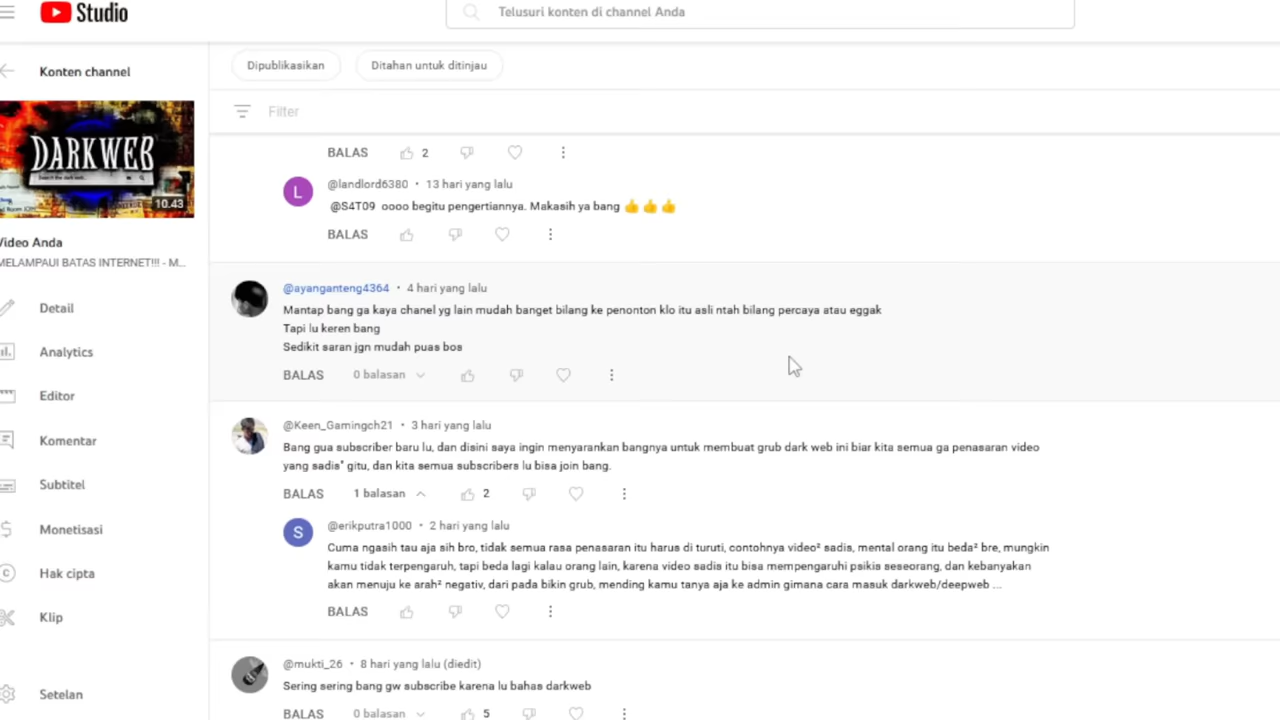 Studio
Telusuri konten di channel Anda
Konten channel
DARKWEB
10.43
Video Anda
MELAMPAUI BATAS INTERNET!!! - M...
Detail
Analytics
Editor
Komentar
Subtitel
Monetisasi
Hak cipta
Klip
Setelan
Dipublikasikan
Ditahan untuk ditinjau
Filter
BALAS 2
@landlord6380 • 13 hari yang lalu
L
@S4T09 oooo begitu pengertiannya. Makasih ya bang 👍👍👍
BALAS
@ayanganteng4364 • 4 hari yang lalu
Mantap bang ga kaya chanel yg lain mudah banget bilang ke penonton klo itu asli ntah bilang percaya atau eggak
Tapi lu keren bang
Sedikit saran jgn mudah puas bos
BALAS 0 balasan
@Keen_Gamingch21 • 3 hari yang lalu
Bang gua subscriber baru lu, dan disini saya ingin menyarankan bangnya untuk membuat grub dark web ini biar kita semua ga penasaran video
yang sadis" gitu, dan kita semua subscribers lu bisa join bang.
BALAS 1 balasan 2
@erikputra1000 • 2 hari yang lalu
S
Cuma ngasih tau aja sih bro, tidak semua rasa penasaran itu harus di turuti, contohnya video² sadis, mental orang itu beda² bre, mungkin
kamu tidak terpengaruh, tapi beda lagi kalau orang lain, karena video sadis itu bisa mempengaruhi psikis seseorang, dan kebanyakan
akan menuju ke arah² negativ, dari pada bikin grub, mending kamu tanya aja ke admin gimana cara masuk darkweb/deepweb ...
BALAS
@mukti_26 • 8 hari yang lalu (diedit)
Sering sering bang gw subscribe karena lu bahas darkweb
BALAS 0 balasan 5